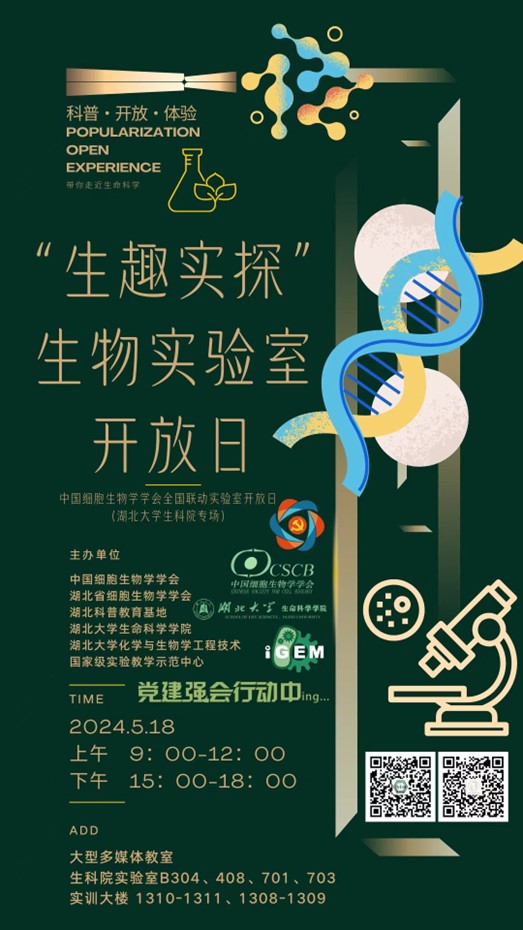 科普·开放·体验
POPULARIZATION
OPEN
EXPERIENCE
带你走近生命科学
“生趣实探”
生物实验室
开放日
中国细胞生物学学会全国联动实验室开放日
(湖北大学生科院专场)
主办单位
中国细胞生物学学会
湖北省细胞生物学学会
湖北科普教育基地
湖北大学生命科学学院
湖北大学化学与生物学工程技术
国家级实验教学示范中心
CSCB
中国细胞生物学学会
CHINESE SOCIETY FOR CELL BIOLOGY
湖北大学 生命科学学院
SCHOOL OF LIFE SCIENCES, HUBEI UNIVERSITY
iGEM
党建强会行动中ing...
TIME
2024.5.18
上午 9：00-12：00
下午 15：00-18：00
ADD
大型多媒体教室
生科院实验室B304、408、701、703
实训大楼 1310-1311、1308-1309